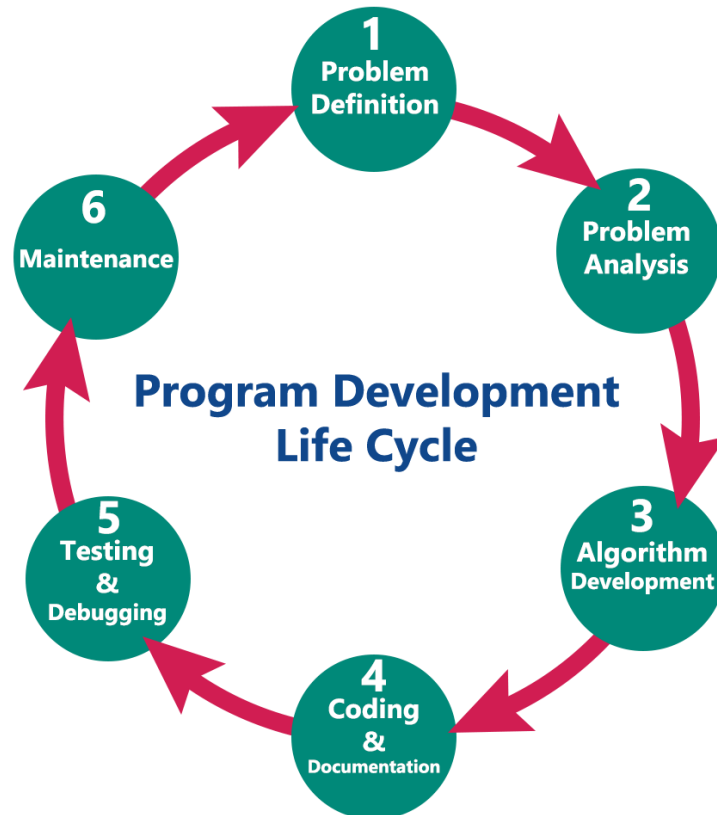 1
Problem
Definition
2
Problem
Analysis
3
Algorithm
Development
4
Coding
&
Documentation
5
Testing
&
Debugging
6
Maintenance
Program Development
Life Cycle